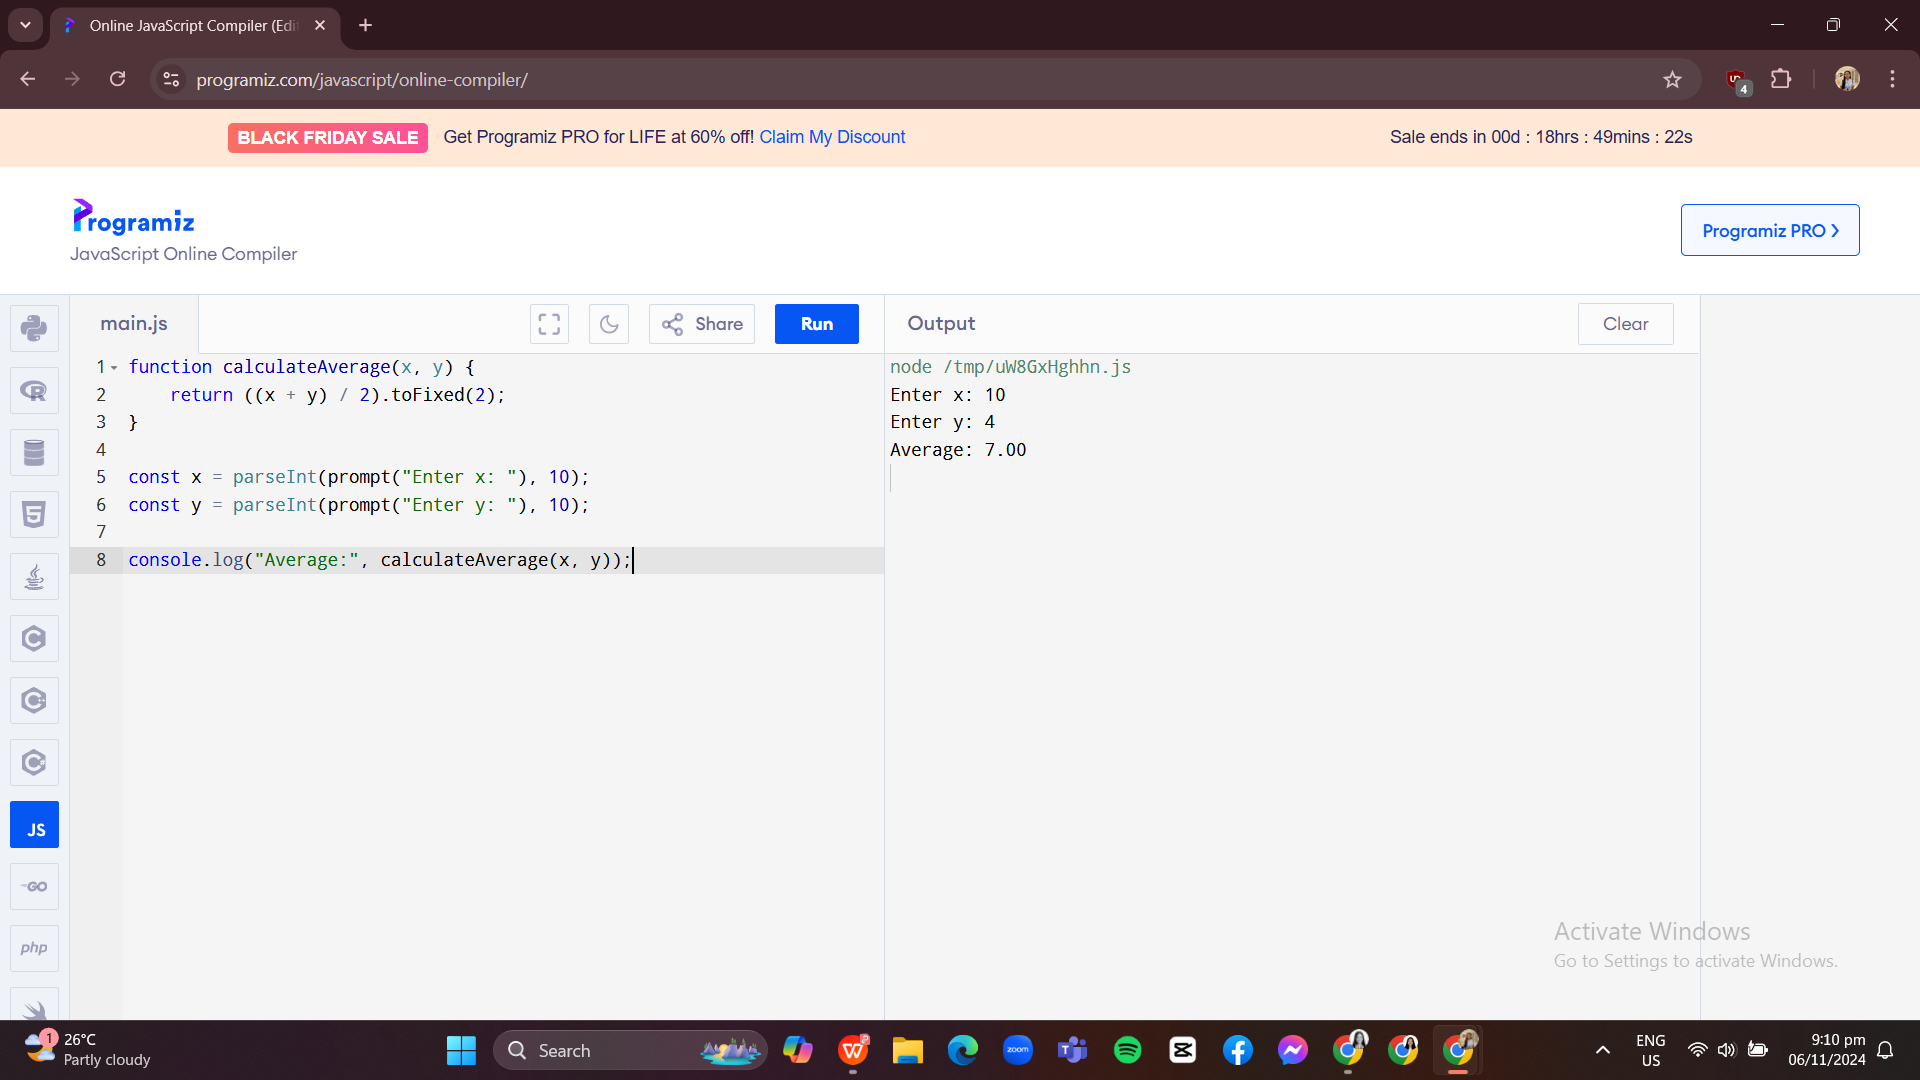 Online JavaScript Compiler (Edi
programiz.com/javascript/online-compiler/
4
BLACK FRIDAY SALE Get Programiz PRO for LIFE at 60% off! Claim My Discount Sale ends in 00d : 18hrs : 49mins : 22s
Programiz
JavaScript Online Compiler
Programiz PRO ›
main.js
Share
Run
Output
Clear
1 function calculateAverage(x, y) {
2     return ((x + y) / 2).toFixed(2);
3 }
4
5 const x = parseInt(prompt("Enter x: "), 10);
6 const y = parseInt(prompt("Enter y: "), 10);
7
8 console.log("Average:", calculateAverage(x, y));
node /tmp/uW8GxHghhn.js
Enter x: 10
Enter y: 4
Average: 7.00
JS
GO
php
Activate Windows
Go to Settings to activate Windows.
1
26°C
Partly cloudy
Search
zoom
ENG
US
9:10 pm
06/11/2024